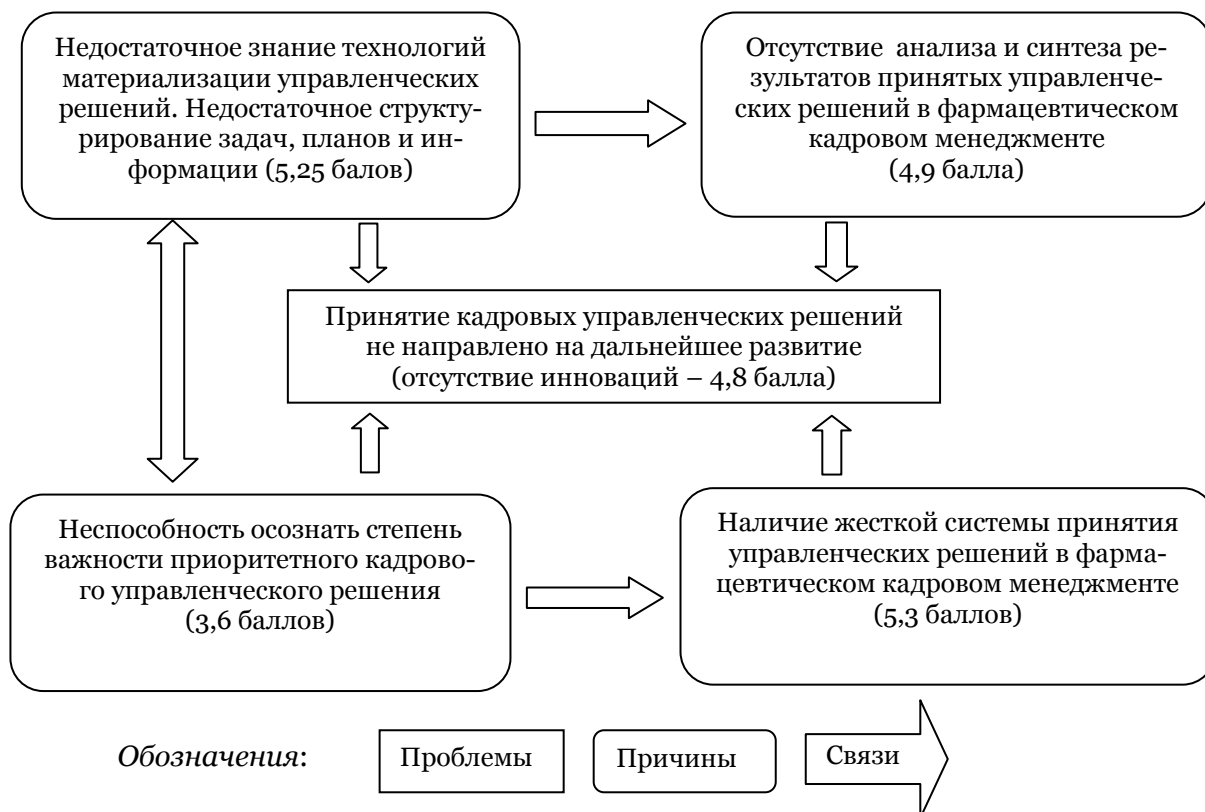 Недостаточное знание технологий
материализации управленческих
решений. Недостаточное структу-
рирование задач, планов и ин-
формации (5,25 балов)
Отсутствие анализа и синтеза ре-
зультатов принятых управленче-
ских решений в фармацевтическом
кадровом менеджменте
(4,9 балла)
Принятие кадровых управленческих решений
не направлено на дальнейшее развитие
(отсутствие инноваций – 4,8 балла)
Неспособность осознать степень
важности приоритетного кадрово-
го управленческого решения
(3,6 баллов)
Наличие жесткой системы принятия
управленческих решений в фарма-
цевтическом кадровом менеджменте
(5,3 баллов)
Обозначения:
Проблемы
Причины
Связи